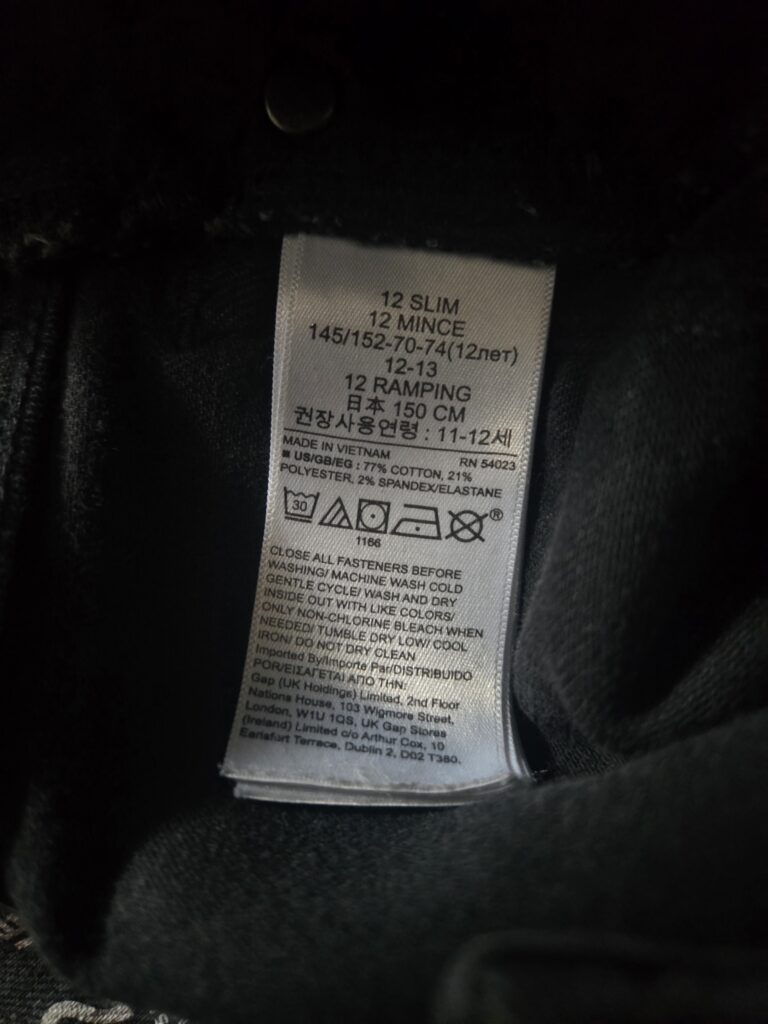 12 SLIM
12 MINCE
145/152-70-74(12лет)
12-13
12 RAMPING
日本 150 CM
권장사용연령 : 11-12세
MADE IN VIETNAM RN 54023
■ US/GB/EG : 77% COTTON, 21%
POLYESTER, 2% SPANDEX/ELASTANE
30 ®
1166
CLOSE ALL FASTENERS BEFORE
WASHING/ MACHINE WASH COLD
GENTLE CYCLE/ WASH AND DRY
INSIDE OUT WITH LIKE COLORS/
ONLY NON-CHLORINE BLEACH WHEN
NEEDED/ TUMBLE DRY LOW/ COOL
IRON/ DO NOT DRY CLEAN
Imported By/Importe Par/DISTRIBUIDO
POR/ΕΙΣΑΓΕΤΑΙ ΑΠΟ ΤΗΝ:
Gap (UK Holdings) Limited, 2nd Floor
Nations House, 103 Wigmore Street,
London, W1U 1QS, UK Gap Stores
(Ireland) Limited c/o Arthur Cox, 10
Earlsfort Terrace, Dublin 2, D02 T380.